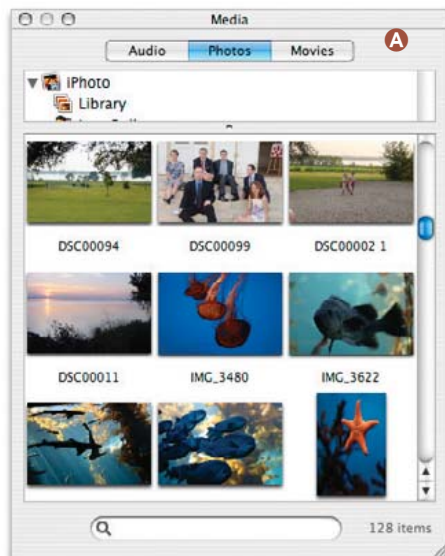 Media
Audio Photos Movies
A
iPhoto
Library
DSC00094 DSC00099 DSC00002 1
DSC00011 IMG_3480 IMG_3622
128 items